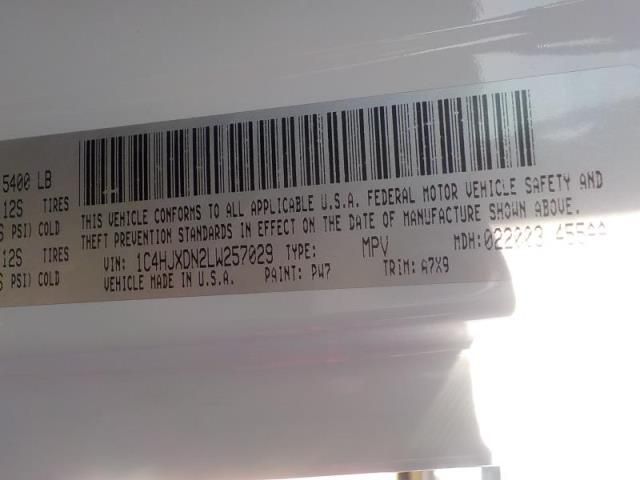 5400 LB
12S TIRES
PSI) COLD
12S TIRES
PSI) COLD
THIS VEHICLE CONFORMS TO ALL APPLICABLE U.S.A. FEDERAL MOTOR VEHICLE SAFETY AND
THEFT PREVENTION STANDARDS IN EFFECT ON THE DATE OF MANUFACTURE SHOWN ABOVE.
VIN: 1C4HJXDN2LW257029 TYPE: MPV MDH: 022003
VEHICLE MADE IN U.S.A. PAINT: PW7 TRIM: A7X9